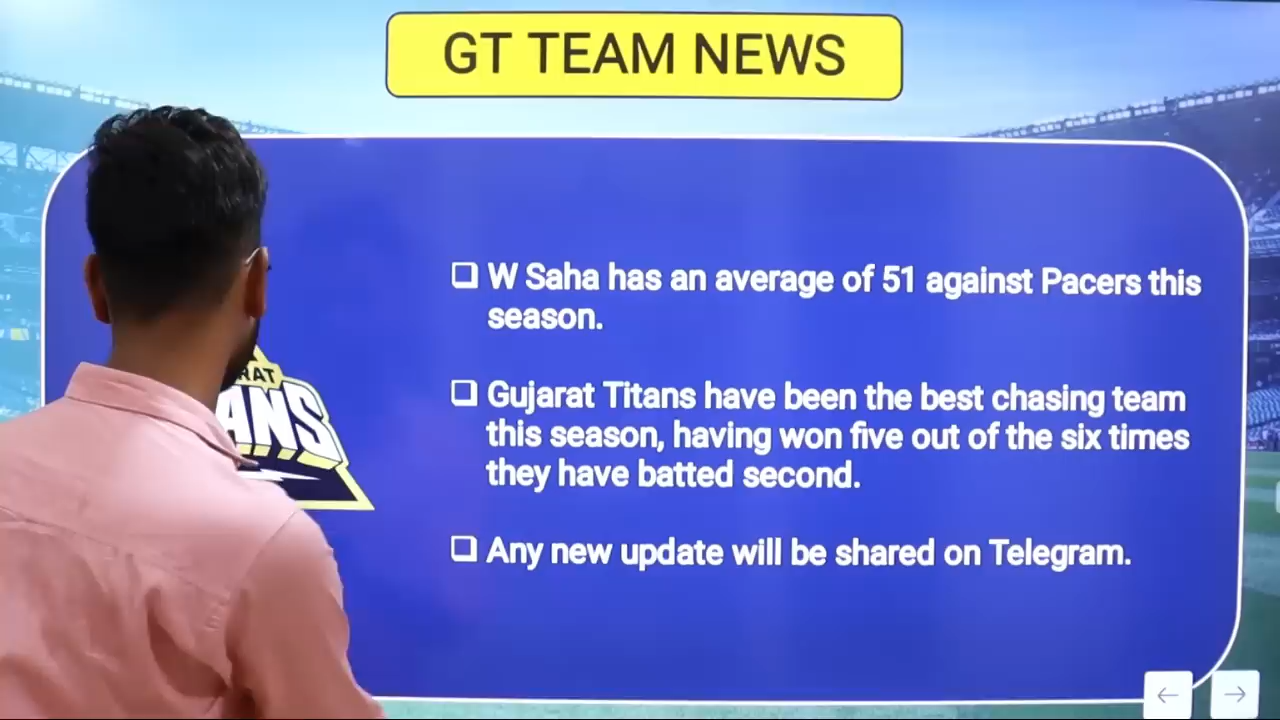 GT TEAM NEWS
W Saha has an average of 51 against Pacers this
season.
RAT
ANS
Gujarat Titans have been the best chasing team
this season, having won five out of the six times
they have batted second.
Any new update will be shared on Telegram.